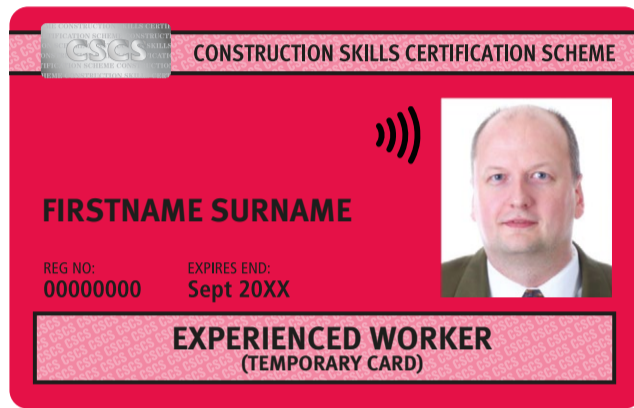 CSCS
CONSTRUCTION SKILLS CERTIFICATION SCHEME
FIRSTNAME SURNAME
REG NO:
00000000
EXPIRES END:
Sept 20XX
EXPERIENCED WORKER
(TEMPORARY CARD)